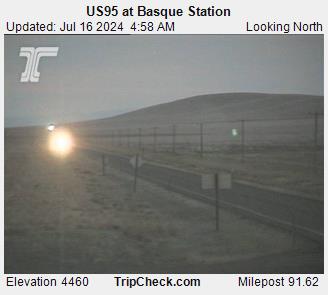 US95 at Basque Station
Updated: Jul 16 2024 4:58 AM Looking North
Elevation 4460 TripCheck.com Milepost 91.62